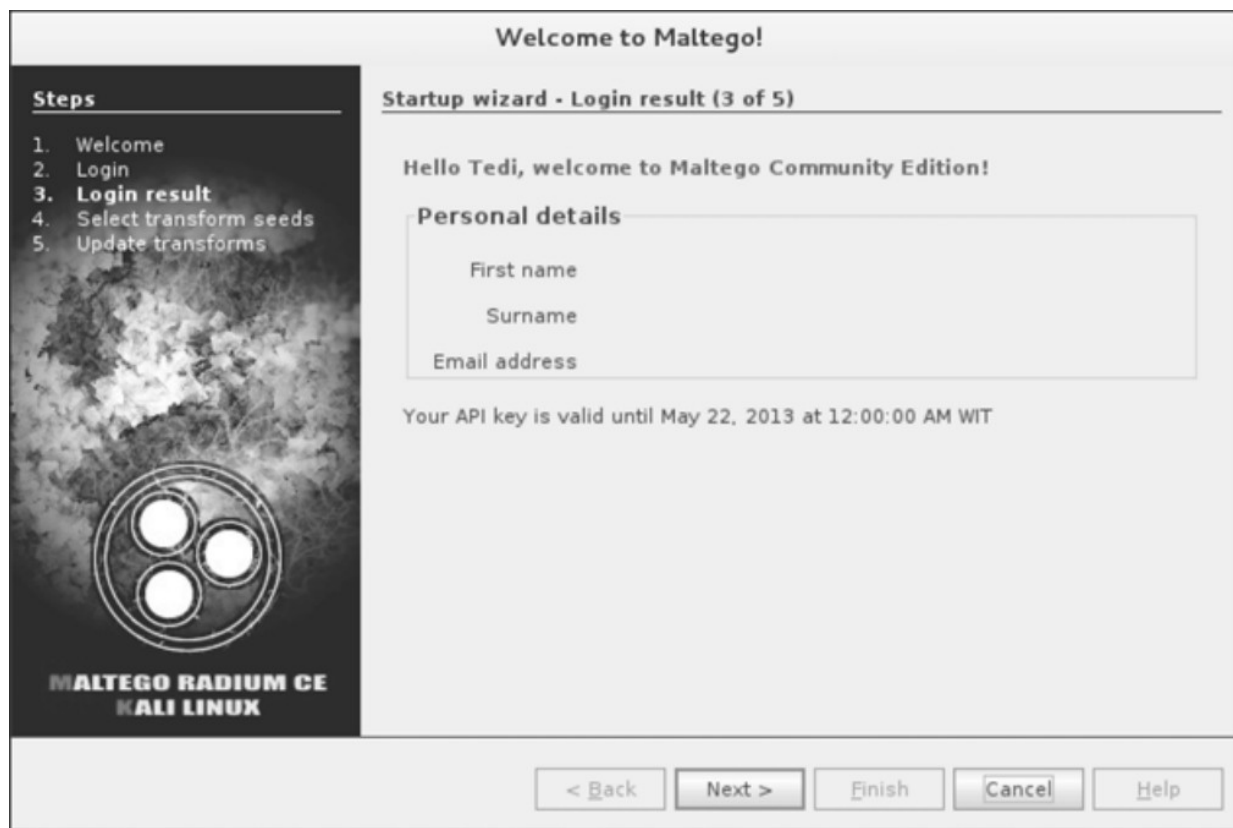 Welcome to Maltego!
Steps
1. Welcome
2. Login
3. Login result
4. Select transform seeds
5. Update transforms
MALTEGO RADIUM CE
KALI LINUX
Startup wizard - Login result (3 of 5)
Hello Tedi, welcome to Maltego Community Edition!
Personal details
First name
Surname
Email address
Your API key is valid until May 22, 2013 at 12:00:00 AM WIT
< Back
Next >
Finish
Cancel
Help